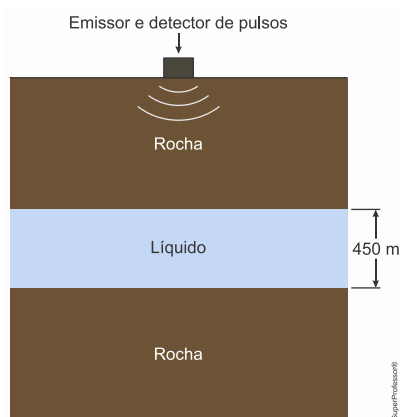 Emissor e detector de pulsos
Rocha
Líquido
450 m
Rocha
SuperProfessor®